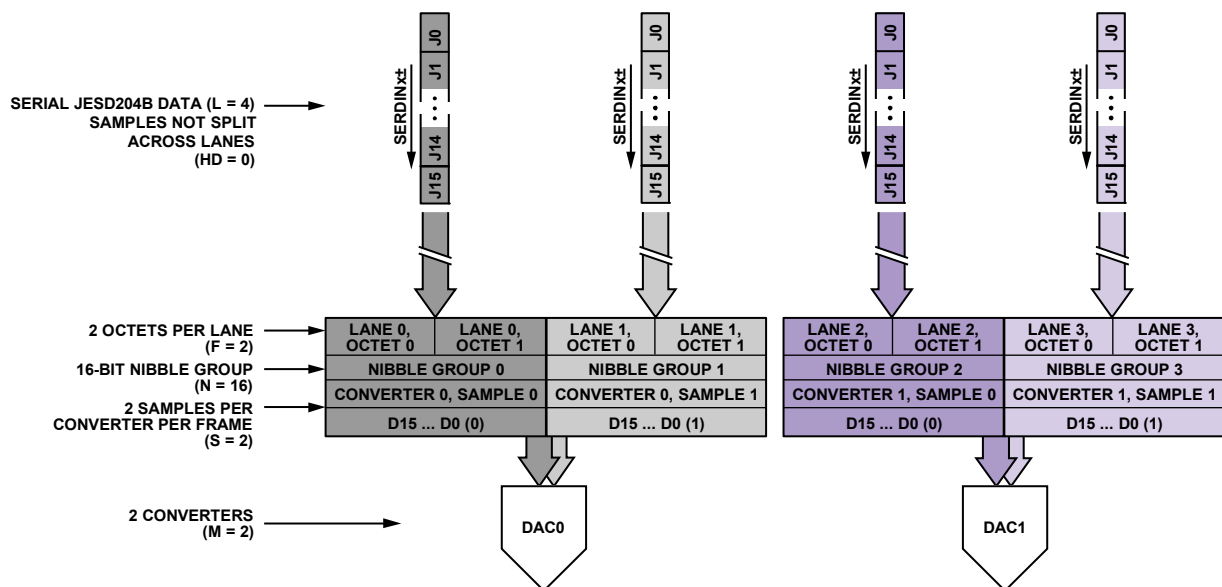 J0
J1
J14
J15
SERDINx±
J0
J1
J14
J15
SERDINx±
J0
J1
J14
J15
SERDINx±
J0
J1
J14
J15
SERDINx±
SERIAL JESD204B DATA (L = 4)
SAMPLES NOT SPLIT
ACROSS LANES
(HD = 0)
2 OCTETS PER LANE
(F = 2)
LANE 0,
OCTET 0
LANE 0,
OCTET 1
LANE 1,
OCTET 0
LANE 1,
OCTET 1
LANE 2,
OCTET 0
LANE 2,
OCTET 1
LANE 3,
OCTET 0
LANE 3,
OCTET 1
16-BIT NIBBLE GROUP
(N = 16)
NIBBLE GROUP 0
NIBBLE GROUP 1
NIBBLE GROUP 2
NIBBLE GROUP 3
2 SAMPLES PER
CONVERTER PER FRAME
(S = 2)
CONVERTER 0, SAMPLE 0
CONVERTER 0, SAMPLE 1
CONVERTER 1, SAMPLE 0
CONVERTER 1, SAMPLE 1
D15 ... D0 (0)
D15 ... D0 (1)
D15 ... D0 (0)
D15 ... D0 (1)
2 CONVERTERS
(M = 2)
DAC0
DAC1